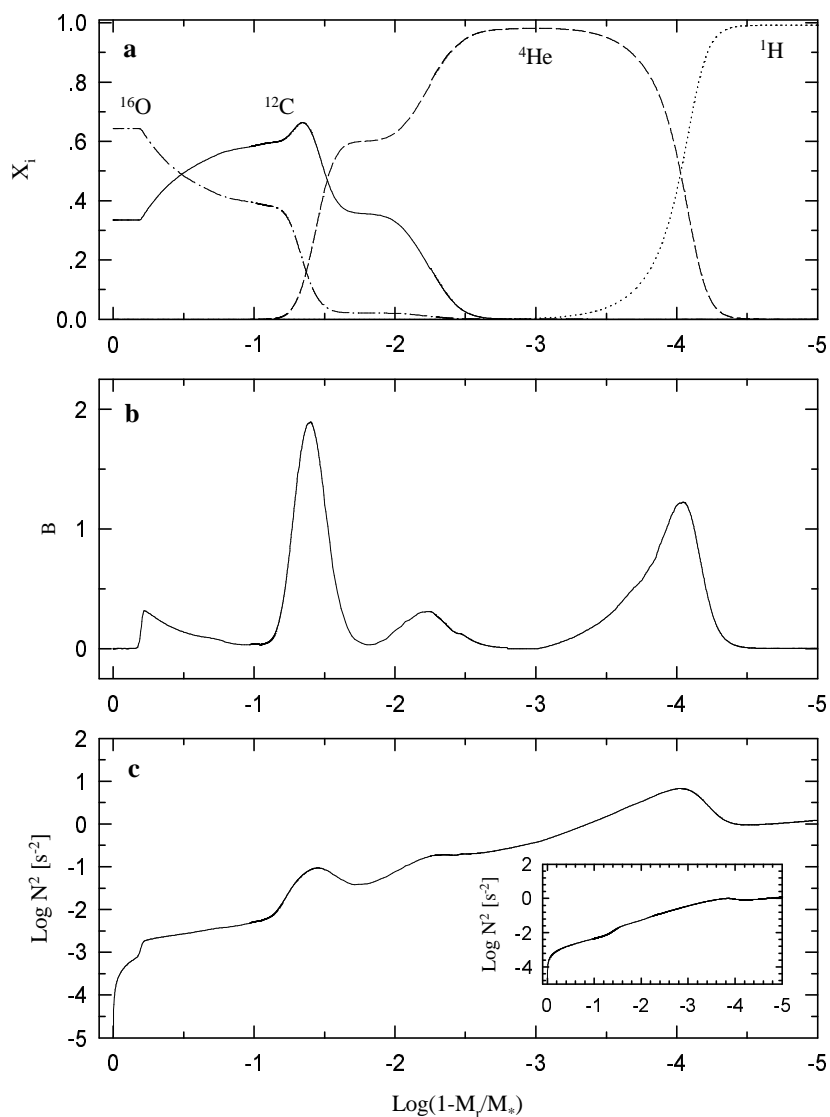 1.0
.8
.6
.4
.2
0.0
X_i
a
¹⁶O
¹²C
⁴He
¹H
0 -1 -2 -3 -4 -5
2
1
0
B
b
0 -1 -2 -3 -4 -5
2
1
0
-1
-2
-3
-4
-5
Log N² [s⁻²]
c
2
0
-2
-4
Log N² [s⁻²]
0 -1 -2 -3 -4 -5
0 -1 -2 -3 -4 -5
Log(1-M_r/M_*)